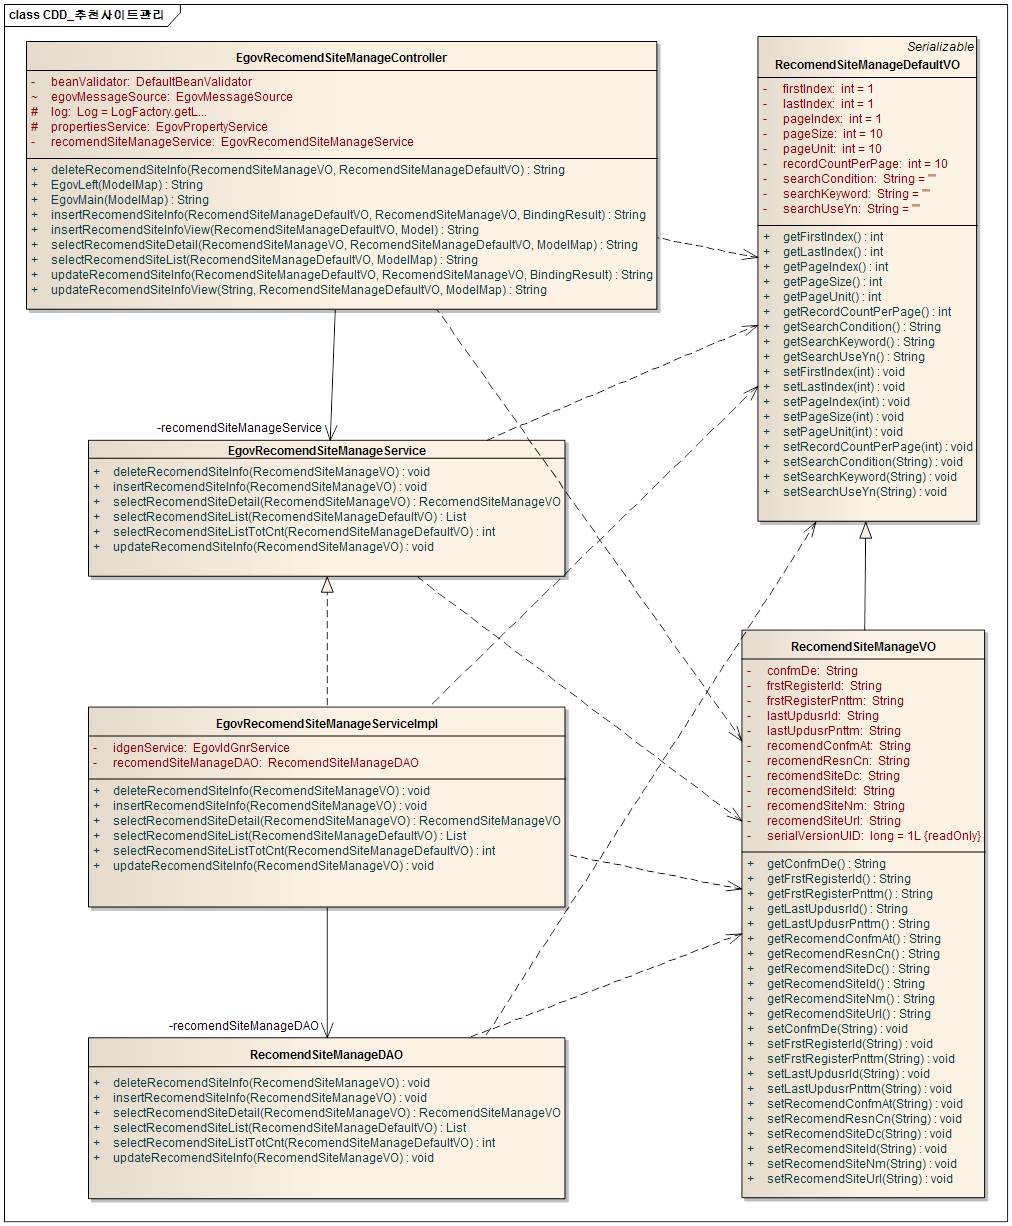 class CDD_추천사이트관리
EgovRecomendSiteManageController
- beanValidator: DefaultBeanValidator
~ egovMessageSource: EgovMessageSource
# log: Log = LogFactory.getL...
# propertiesService: EgovPropertyService
- recomendSiteManageService: EgovRecomendSiteManageService
+ deleteRecomendSiteInfo(RecomendSiteManageVO, RecomendSiteManageDefaultVO) : String
+ EgovLeft(ModelMap) : String
+ EgovMain(ModelMap) : String
+ insertRecomendSiteInfo(RecomendSiteManageDefaultVO, RecomendSiteManageVO, BindingResult) : String
+ insertRecomendSiteInfoView(RecomendSiteManageDefaultVO, Model) : String
+ selectRecomendSiteDetail(RecomendSiteManageVO, RecomendSiteManageDefaultVO, ModelMap) : String
+ selectRecomendSiteList(RecomendSiteManageDefaultVO, ModelMap) : String
+ updateRecomendSiteInfo(RecomendSiteManageDefaultVO, RecomendSiteManageVO, BindingResult) : String
+ updateRecomendSiteInfoView(String, RecomendSiteManageDefaultVO, ModelMap) : String
Serializable
RecomendSiteManageDefaultVO
- firstIndex: int = 1
- lastIndex: int = 1
- pageIndex: int = 1
- pageSize: int = 10
- pageUnit: int = 10
- recordCountPerPage: int = 10
- searchCondition: String = ""
- searchKeyword: String = ""
- searchUseYn: String = ""
+ getFirstIndex() : int
+ getLastIndex() : int
+ getPageIndex() : int
+ getPageSize() : int
+ getPageUnit() : int
+ getRecordCountPerPage() : int
+ getSearchCondition() : String
+ getSearchKeyword() : String
+ getSearchUseYn() : String
+ setFirstIndex(int) : void
+ setLastIndex(int) : void
+ setPageIndex(int) : void
+ setPageSize(int) : void
+ setPageUnit(int) : void
+ setRecordCountPerPage(int) : void
+ setSearchCondition(String) : void
+ setSearchKeyword(String) : void
+ setSearchUseYn(String) : void
-recomendSiteManageService
EgovRecomendSiteManageService
+ deleteRecomendSiteInfo(RecomendSiteManageVO) : void
+ insertRecomendSiteInfo(RecomendSiteManageVO) : void
+ selectRecomendSiteDetail(RecomendSiteManageVO) : RecomendSiteManageVO
+ selectRecomendSiteList(RecomendSiteManageDefaultVO) : List
+ selectRecomendSiteListTotCnt(RecomendSiteManageDefaultVO) : int
+ updateRecomendSiteInfo(RecomendSiteManageVO) : void
EgovRecomendSiteManageServiceImpl
- idgenService: EgovIdGnrService
- recomendSiteManageDAO: RecomendSiteManageDAO
+ deleteRecomendSiteInfo(RecomendSiteManageVO) : void
+ insertRecomendSiteInfo(RecomendSiteManageVO) : void
+ selectRecomendSiteDetail(RecomendSiteManageVO) : RecomendSiteManageVO
+ selectRecomendSiteList(RecomendSiteManageDefaultVO) : List
+ selectRecomendSiteListTotCnt(RecomendSiteManageDefaultVO) : int
+ updateRecomendSiteInfo(RecomendSiteManageVO) : void
RecomendSiteManageVO
- confmDe: String
- frstRegisterId: String
- frstRegisterPnttm: String
- lastUpdusrId: String
- lastUpdusrPnttm: String
- recomendConfmAt: String
- recomendResnCn: String
- recomendSiteDc: String
- recomendSiteId: String
- recomendSiteNm: String
- recomendSiteUrl: String
- serialVersionUID: long = 1L {readOnly}
+ getConfmDe() : String
+ getFrstRegisterId() : String
+ getFrstRegisterPnttm() : String
+ getLastUpdusrId() : String
+ getLastUpdusrPnttm() : String
+ getRecomendConfmAt() : String
+ getRecomendResnCn() : String
+ getRecomendSiteDc() : String
+ getRecomendSiteId() : String
+ getRecomendSiteNm() : String
+ getRecomendSiteUrl() : String
+ setConfmDe(String) : void
+ setFrstRegisterId(String) : void
+ setFrstRegisterPnttm(String) : void
+ setLastUpdusrId(String) : void
+ setLastUpdusrPnttm(String) : void
+ setRecomendConfmAt(String) : void
+ setRecomendResnCn(String) : void
+ setRecomendSiteDc(String) : void
+ setRecomendSiteId(String) : void
+ setRecomendSiteNm(String) : void
+ setRecomendSiteUrl(String) : void
-recomendSiteManageDAO
RecomendSiteManageDAO
+ deleteRecomendSiteInfo(RecomendSiteManageVO) : void
+ insertRecomendSiteInfo(RecomendSiteManageVO) : void
+ selectRecomendSiteDetail(RecomendSiteManageVO) : RecomendSiteManageVO
+ selectRecomendSiteList(RecomendSiteManageDefaultVO) : List
+ selectRecomendSiteListTotCnt(RecomendSiteManageDefaultVO) : int
+ updateRecomendSiteInfo(RecomendSiteManageVO) : void